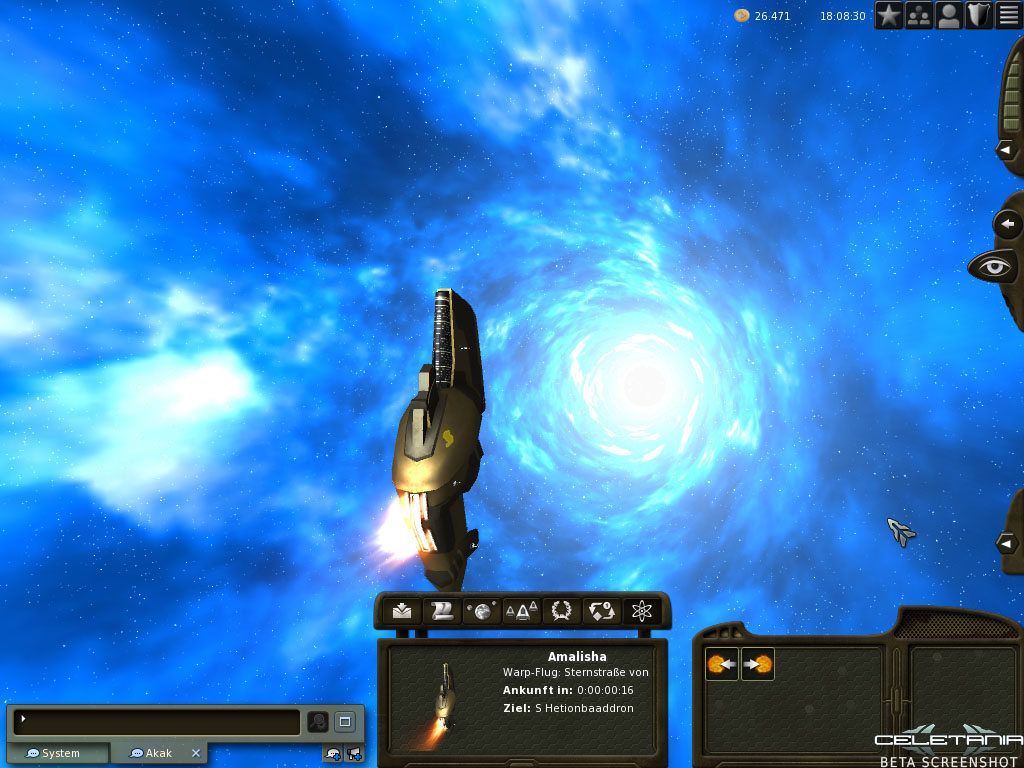 26.471 18:08:30
Amalisha
Warp-Flug: Sternstraße von
Ankunft in: 0:00:00:16
Ziel: S Hetionbaaddron
System Akak
CELETANIA
BETA SCREENSHOT